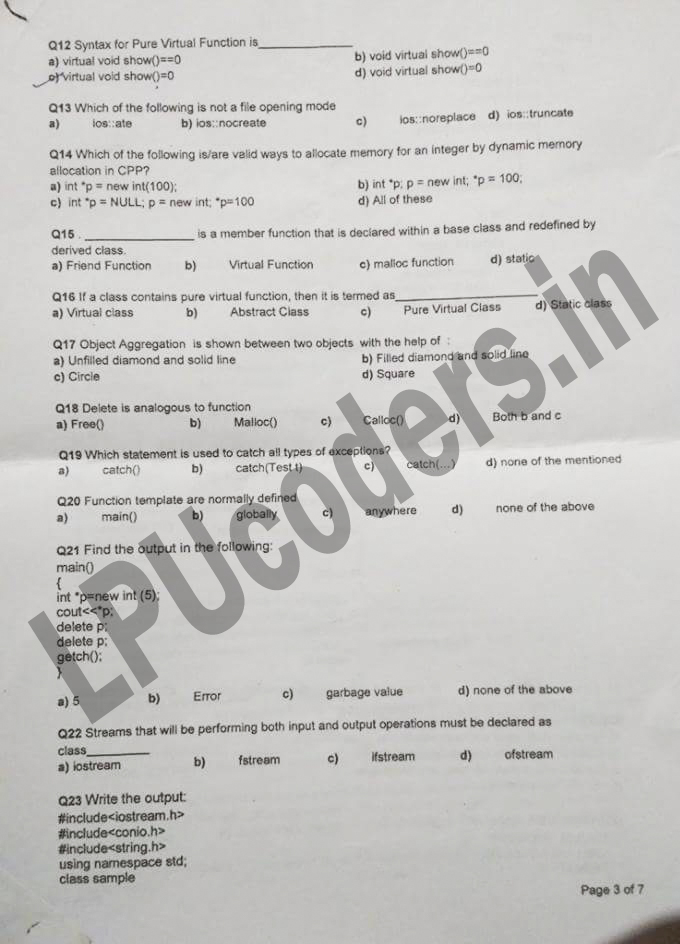 Q12 Syntax for Pure Virtual Function is______________
a) virtual void show()==0 b) void virtual show()==0
c) virtual void show()=0 d) void virtual show()=0
Q13 Which of the following is not a file opening mode
a) ios::ate b) ios::nocreate c) ios::noreplace d) ios::truncate
Q14 Which of the following is/are valid ways to allocate memory for an integer by dynamic memory
allocation in CPP?
a) int *p = new int(100); b) int *p; p = new int; *p = 100;
c) int *p = NULL; p = new int; *p=100 d) All of these
Q15 . ________________ is a member function that is declared within a base class and redefined by
derived class.
a) Friend Function b) Virtual Function c) malloc function d) static
Q16 If a class contains pure virtual function, then it is termed as____________________
a) Virtual class b) Abstract Class c) Pure Virtual Class d) Static class
Q17 Object Aggregation is shown between two objects with the help of :
a) Unfilled diamond and solid line b) Filled diamond and solid line
c) Circle d) Square
Q18 Delete is analogous to function
a) Free() b) Malloc() c) Calloc() d) Both b and c
Q19 Which statement is used to catch all types of exceptions?
a) catch() b) catch(Test t) c) catch(...) d) none of the mentioned
Q20 Function template are normally defined
a) main() b) globally c) anywhere d) none of the above
Q21 Find the output in the following:
main()
{
int *p=new int (5);
cout<<*p;
delete p;
delete p;
getch();
}
a) 5 b) Error c) garbage value d) none of the above
Q22 Streams that will be performing both input and output operations must be declared as
class_________
a) iostream b) fstream c) ifstream d) ofstream
Q23 Write the output:
#include<iostream.h>
#include<conio.h>
#include<string.h>
using namespace std;
class sample
Page 3 of 7
LPUcoders.in